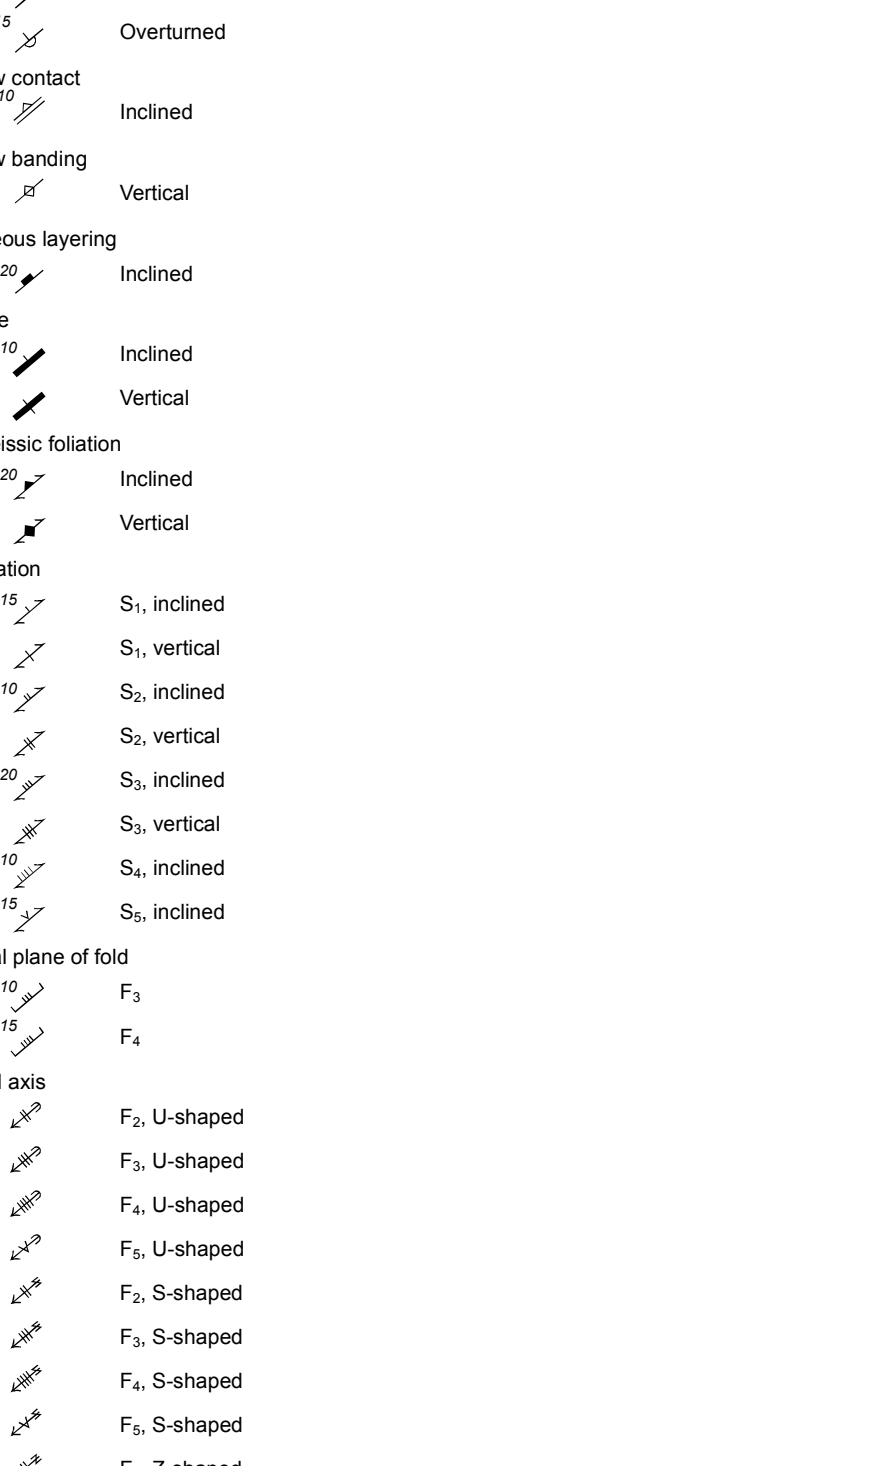 5 Overturned
w contact
10 Inclined
w banding
Vertical
eous layering
20 Inclined
e
10 Inclined
Vertical
issic foliation
20 Inclined
Vertical
ation
15 S₁, inclined
S₁, vertical
10 S₂, inclined
S₂, vertical
20 S₃, inclined
S₃, vertical
10 S₄, inclined
15 S₅, inclined
l plane of fold
10 F₃
15 F₄
axis
F₂, U-shaped
F₃, U-shaped
F₄, U-shaped
F₅, U-shaped
F₂, S-shaped
F₃, S-shaped
F₄, S-shaped
F₅, S-shaped
Z-shaped